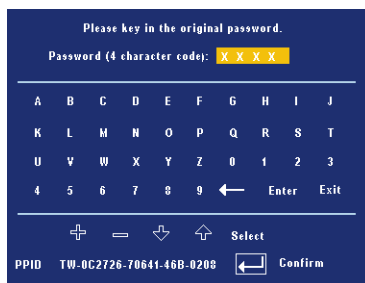 Please key in the original password.
Password (4 character code): X X X X
A B C D E F G H I J
K L M N O P Q R S T
U V W X Y Z 0 1 2 3
4 5 6 7 8 9 ← Enter Exit
Select
PPID TW-0C2726-70641-46B-0208 Confirm